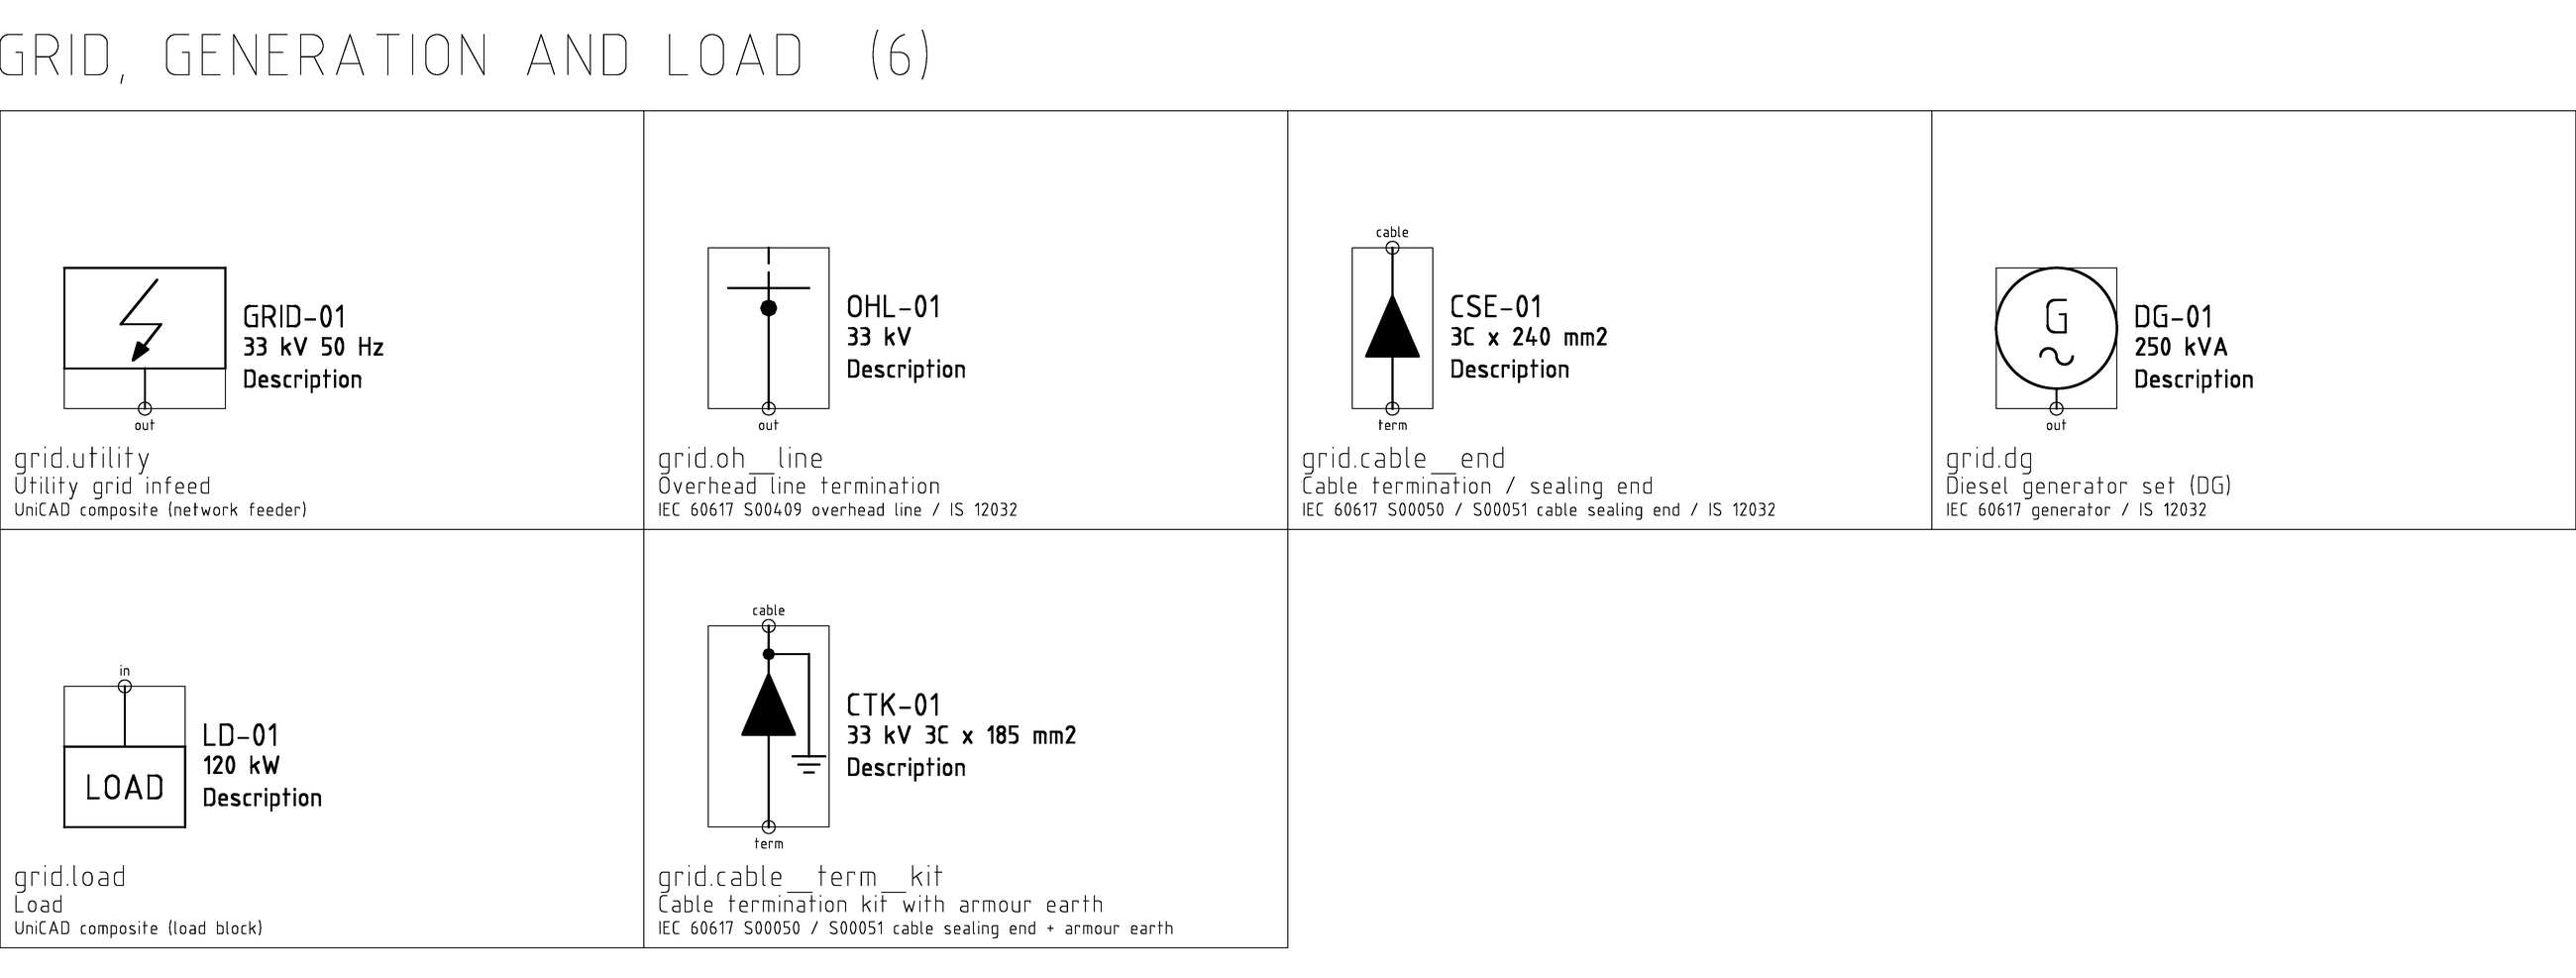 GRID, GENERATION AND LOAD (6)
GRID-01
33 kV 50 Hz
Description
out
grid.utility
Utility grid infeed
UniCAD composite (network feeder)
OHL-01
33 kV
Description
out
grid.oh__line
Overhead line termination
IEC 60617 S00409 overhead line / IS 12032
cable
CSE-01
3C x 240 mm2
Description
term
grid.cable__end
Cable termination / sealing end
IEC 60617 S00050 / S00051 cable sealing end / IS 12032
G
DG-01
250 kVA
Description
out
grid.dg
Diesel generator set (DG)
IEC 60617 generator / IS 12032
in
LOAD
LD-01
120 kW
Description
grid.load
Load
UniCAD composite (load block)
cable
CTK-01
33 kV 3C x 185 mm2
Description
term
grid.cable__term__kit
Cable termination kit with armour earth
IEC 60617 S00050 / S00051 cable sealing end + armour earth